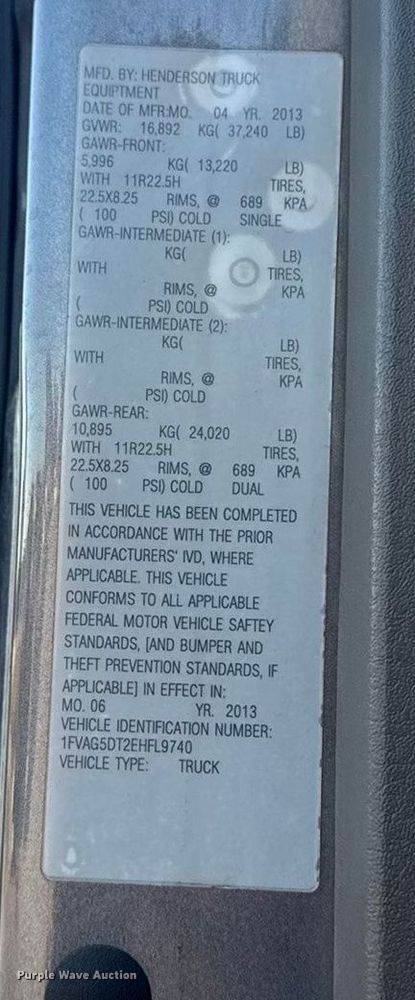 MFD. BY: HENDERSON TRUCK
EQUIPTMENT
DATE OF MFR:MO. 04 YR. 2013
GVWR: 16,892 KG( 37,240 LB)
GAWR-FRONT:
5,996 KG( 13,220 LB)
WITH 11R22.5H TIRES,
22.5X8.25 RIMS, @ 689 KPA
( 100 PSI) COLD SINGLE
GAWR-INTERMEDIATE (1):
KG( LB)
WITH TIRES,
RIMS, @ KPA
( PSI) COLD
GAWR-INTERMEDIATE (2):
KG( LB)
WITH TIRES,
RIMS, @ KPA
( PSI) COLD
GAWR-REAR:
10,895 KG( 24,020 LB)
WITH 11R22.5H TIRES,
22.5X8.25 RIMS, @ 689 KPA
( 100 PSI) COLD DUAL
THIS VEHICLE HAS BEEN COMPLETED
IN ACCORDANCE WITH THE PRIOR
MANUFACTURERS' IVD, WHERE
APPLICABLE. THIS VEHICLE
CONFORMS TO ALL APPLICABLE
FEDERAL MOTOR VEHICLE SAFTEY
STANDARDS, [AND BUMPER AND
THEFT PREVENTION STANDARDS, IF
APPLICABLE] IN EFFECT IN:
MO. 06 YR. 2013
VEHICLE IDENTIFICATION NUMBER:
1FVAG5DT2EHFL9740
VEHICLE TYPE: TRUCK
Purple Wave Auction